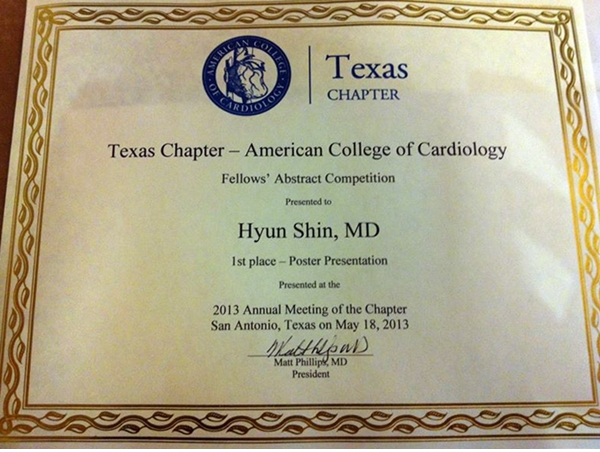 AMERICAN COLLEGE OF CARDIOLOGY
Texas
CHAPTER
Texas Chapter – American College of Cardiology
Fellows' Abstract Competition
Presented to
Hyun Shin, MD
1st place – Poster Presentation
Presented at the
2013 Annual Meeting of the Chapter
San Antonio, Texas on May 18, 2013
Matt Phillips MD
Matt Phillips, MD
President